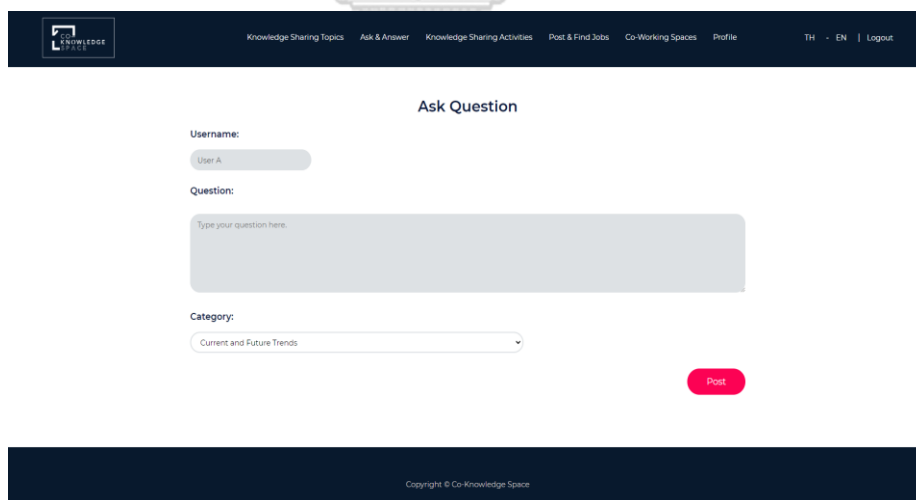 CO
KNOWLEDGE
SPACE
Knowledge Sharing Topics Ask & Answer Knowledge Sharing Activities Post & Find Jobs Co-Working Spaces Profile TH - EN | Logout
Ask Question
Username:
User A
Question:
Type your question here.
Category:
Current and Future Trends
Post
Copyright © Co-Knowledge Space